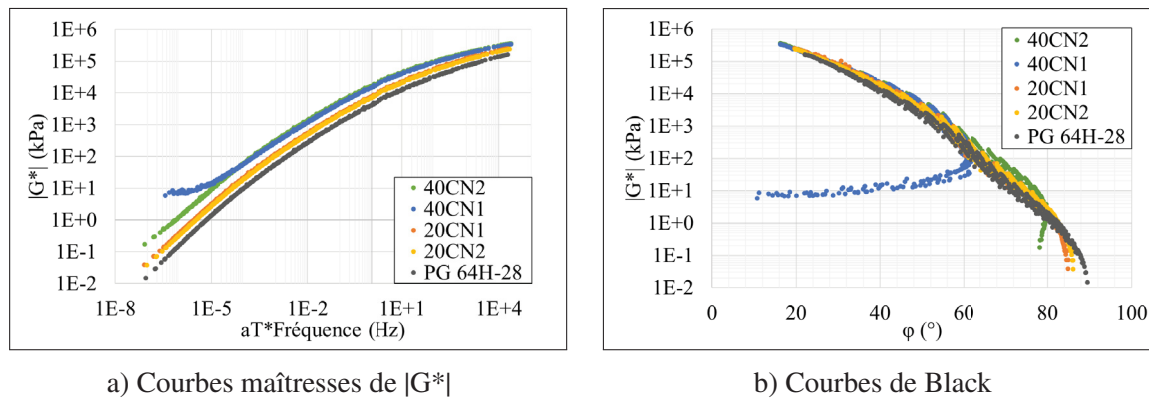 1E+6
1E+5
1E+4
1E+3
1E+2
1E+1
1E+0
1E-1
1E-2
|G*| (kPa)
1E-8 1E-5 1E-2 1E+1 1E+4
aT*Fréquence (Hz)
40CN2
40CN1
20CN1
20CN2
PG 64H-28
a) Courbes maîtresses de |G*|
1E+6
1E+5
1E+4
1E+3
1E+2
1E+1
1E+0
1E-1
1E-2
|G*| (kPa)
0 20 40 60 80 100
φ (°)
40CN2
40CN1
20CN1
20CN2
PG 64H-28
b) Courbes de Black